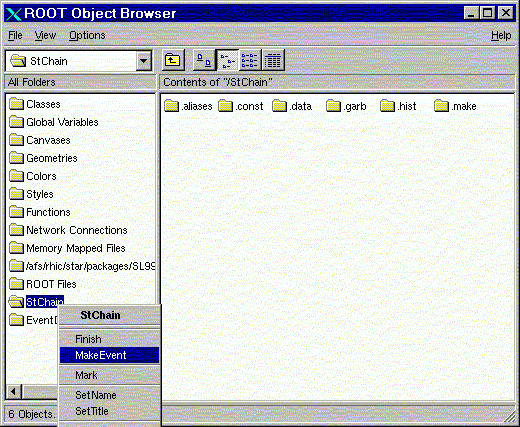 ROOT Object Browser
File View Options Help
StChain
All Folders
Contents of "/StChain"
Classes
Global Variables
Canvases
Geometries
Colors
Styles
Functions
Network Connections
Memory Mapped Files
/afs/rhic/star/packages/SL99
ROOT Files
StChain
EventD
.aliases .const .data .garb .hist .make
StChain
Finish
MakeEvent
Mark
SetName
SetTitle
6 Objects.